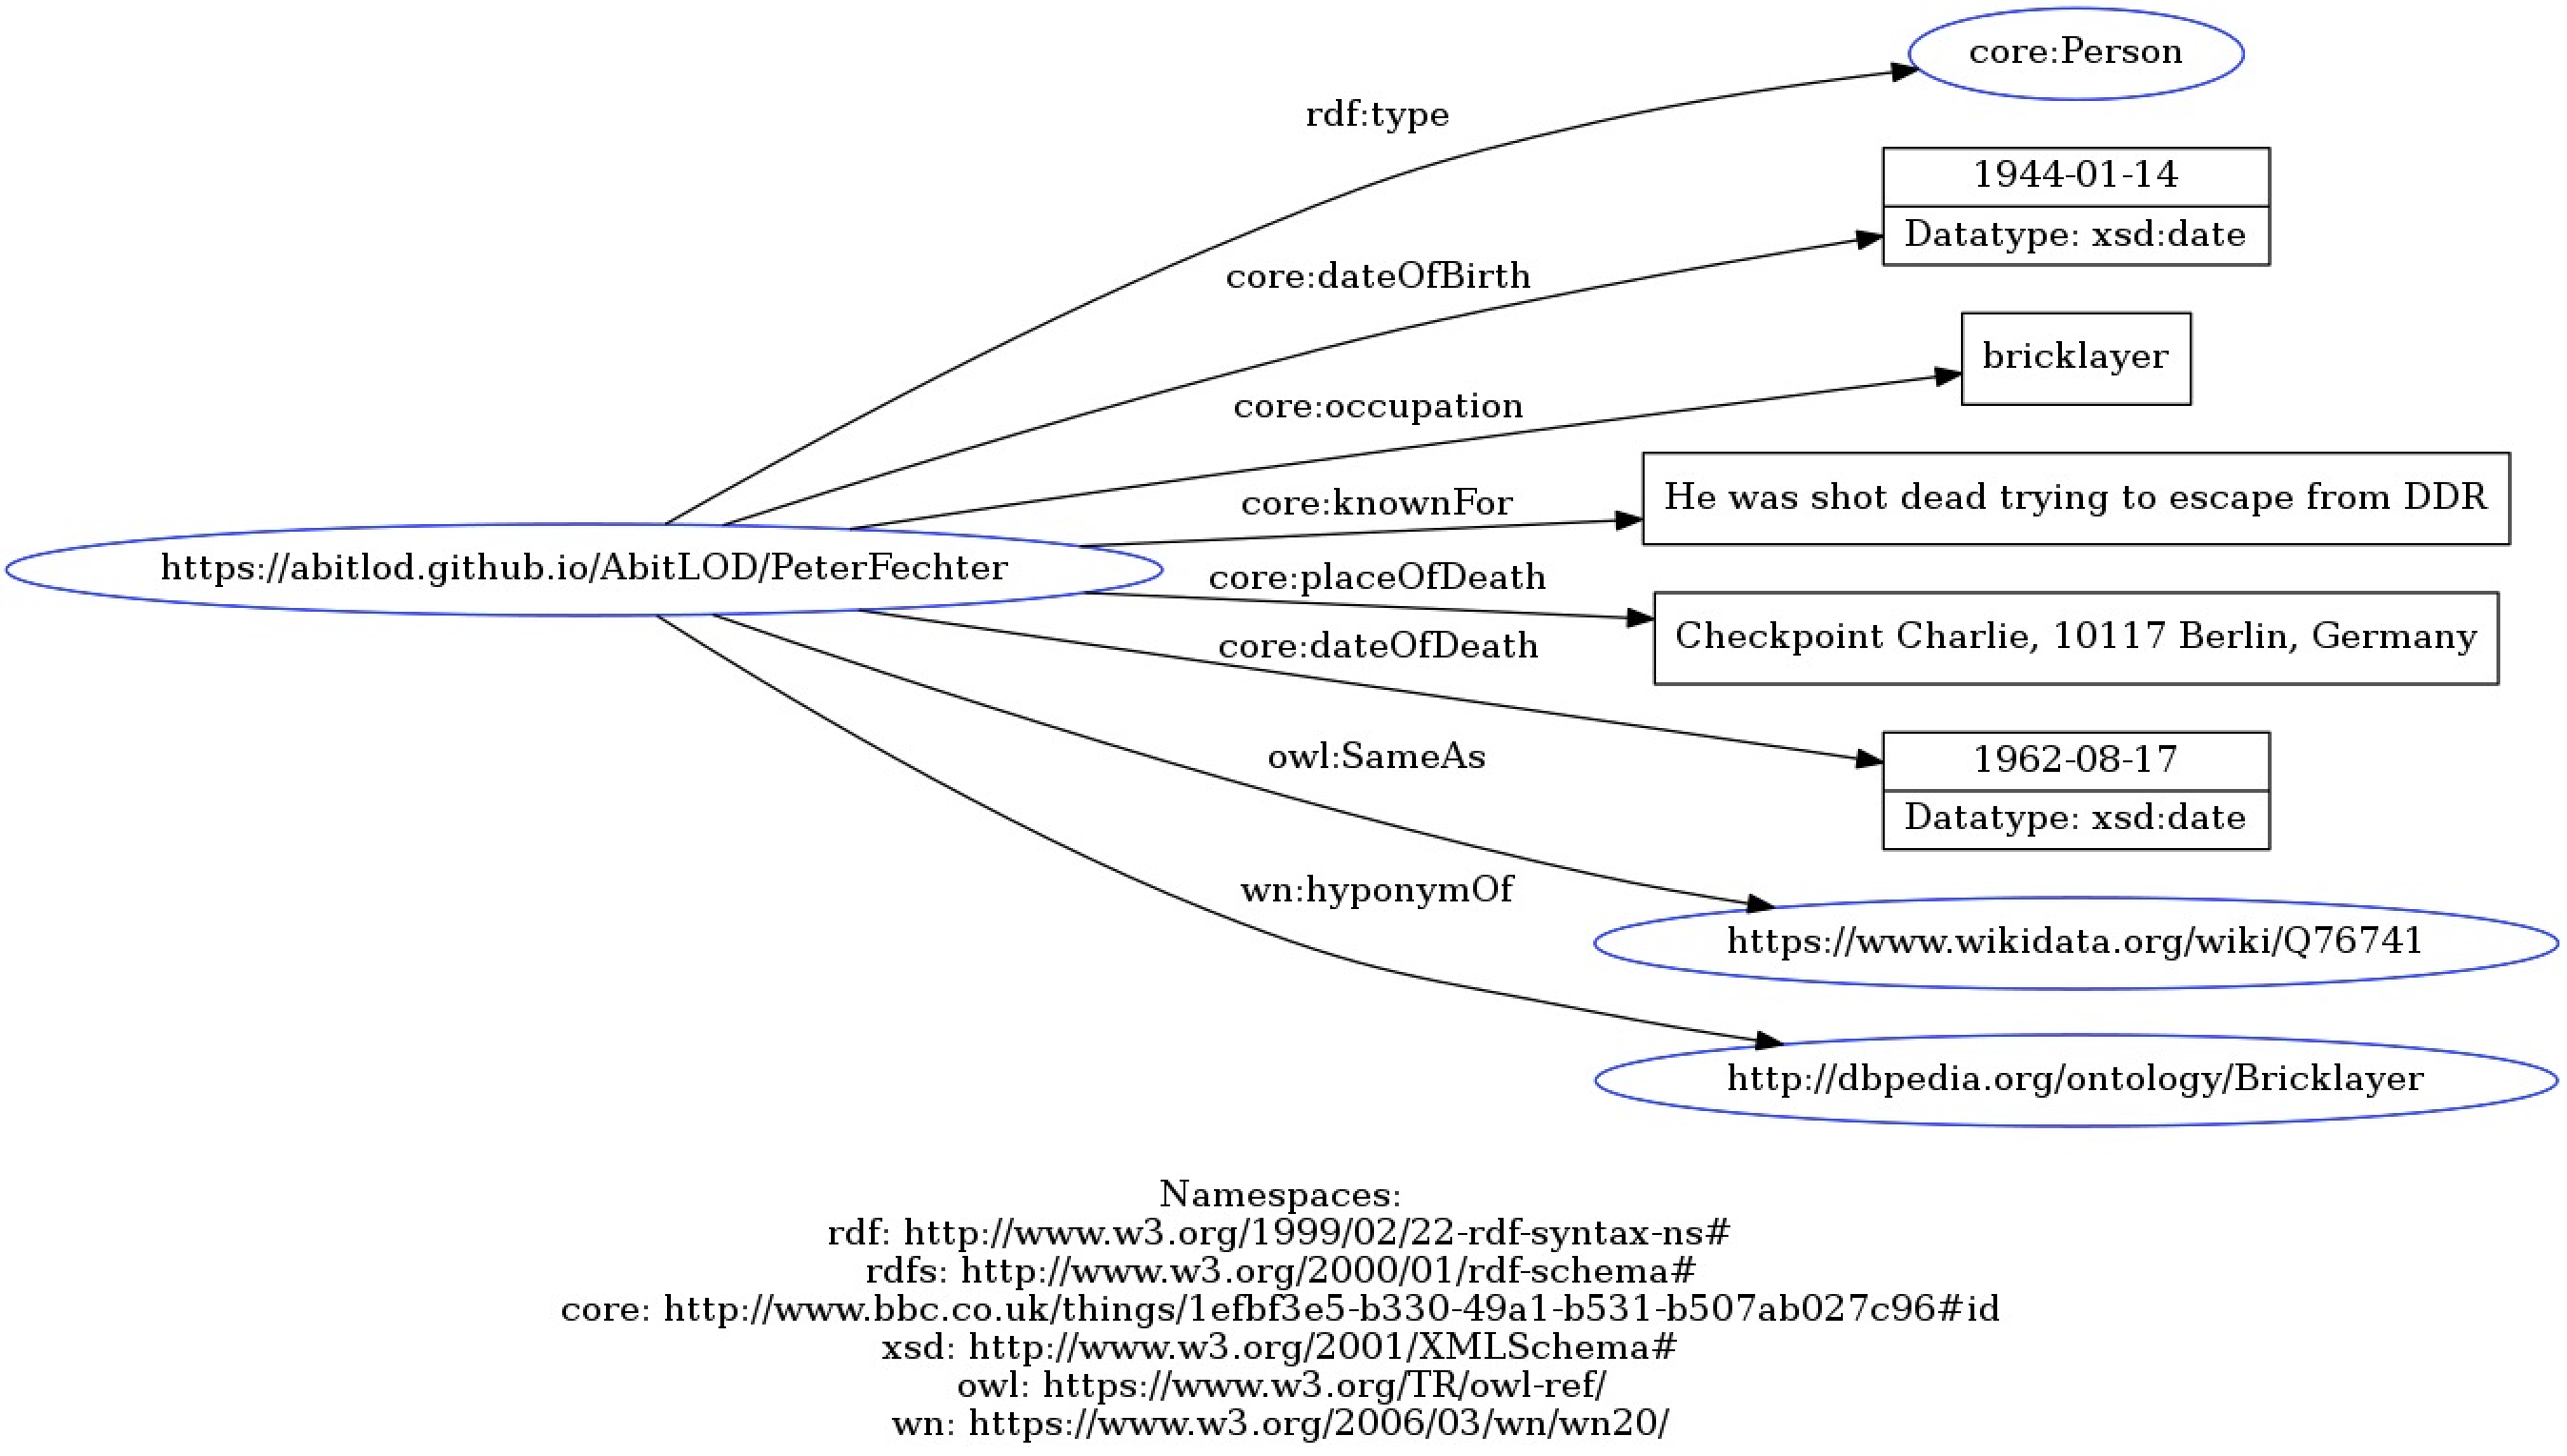 core:Person
rdf:type
1944-01-14
Datatype: xsd:date
core:dateOfBirth
bricklayer
core:occupation
He was shot dead trying to escape from DDR
core:knownFor
https://abitlod.github.io/AbitLOD/PeterFechter
core:placeOfDeath
Checkpoint Charlie, 10117 Berlin, Germany
core:dateOfDeath
1962-08-17
Datatype: xsd:date
owl:SameAs
https://www.wikidata.org/wiki/Q76741
wn:hyponymOf
http://dbpedia.org/ontology/Bricklayer
Namespaces:
rdf: http://www.w3.org/1999/02/22-rdf-syntax-ns#
rdfs: http://www.w3.org/2000/01/rdf-schema#
core: http://www.bbc.co.uk/things/1efbf3e5-b330-49a1-b531-b507ab027c96#id
xsd: http://www.w3.org/2001/XMLSchema#
owl: https://www.w3.org/TR/owl-ref/
wn: https://www.w3.org/2006/03/wn/wn20/